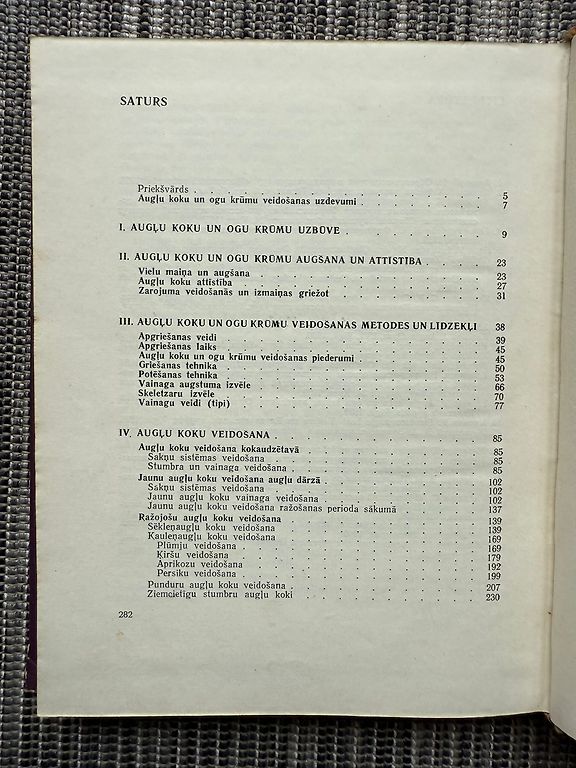 SATURS
Priekšvārds . . . . . . . . . . . . . 5
Augļu koku un ogu krūmu veidošanas uzdevumi . . . . . . 7
I. AUGĻU KOKU UN OGU KRŪMU UZBŪVE . . . . . . . 9
II. AUGĻU KOKU UN OGU KRŪMU AUGŠANA UN ATTĪSTĪBA . . . . 23
Vielu maiņa un augšana . . . . . . . . . . . 23
Augļu koku attīstība . . . . . . . . . . . 27
Zarojuma veidošanās un izmaiņas griežot . . . . . . . 31
III. AUGĻU KOKU UN OGU KRŪMU VEIDOŠANAS METODES UN LĪDZEKĻI 38
Apgriešanas veidi . . . . . . . . . . . . 39
Apgriešanas laiks . . . . . . . . . . . . 45
Augļu koku un ogu krūmu veidošanas piederumi . . . . . . 45
Griešanas tehnika . . . . . . . . . . . . 50
Potēšanas tehnika . . . . . . . . . . . . 53
Vainaga augstuma izvēle . . . . . . . . . . . 66
Skeletzaru izvēle . . . . . . . . . . . . 70
Vainagu veidi (tipi) . . . . . . . . . . . 77
IV. AUGĻU KOKU VEIDOŠANA . . . . . . . . . . 85
Augļu koku veidošana kokaudzētavā . . . . . . . . 85
Sakņu sistēmas veidošana . . . . . . . . . . 85
Stumbra un vainaga veidošana . . . . . . . . . 85
Jaunu augļu koku veidošana augļu dārzā . . . . . . . 102
Sakņu sistēmas veidošana . . . . . . . . . . 102
Jaunu augļu koku vainaga veidošana . . . . . . . 102
Jaunu augļu koku veidošana ražošanas perioda sākumā . . . . 137
Ražojošu augļu koku veidošana . . . . . . . . . 139
Sēkleņaugļu koku veidošana . . . . . . . . . 139
Kauleņaugļu koku veidošana . . . . . . . . . 169
Plūmju veidošana . . . . . . . . . . . 169
Ķiršu veidošana . . . . . . . . . . . 179
Aprikozu veidošana . . . . . . . . . . . 192
Persiku veidošana . . . . . . . . . . . 199
Punduru augļu koku veidošana . . . . . . . . . 207
Ziemcietīgu stumbru augļu koki . . . . . . . . 230
282